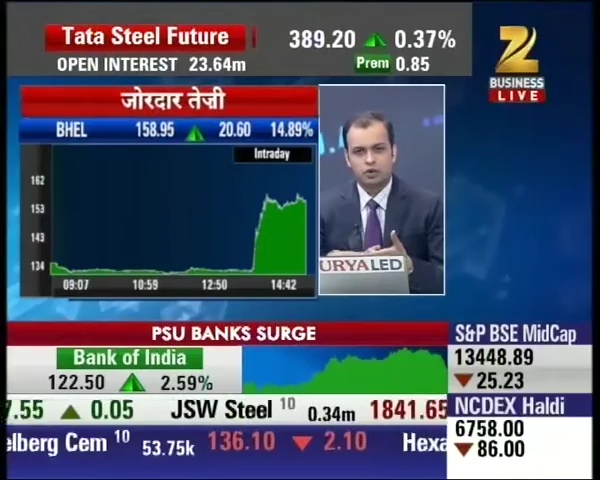 Tata Steel Future
389.20 0.37%
OPEN INTEREST 23.64m
Prem 0.85
Z
BUSINESS
LIVE
जोरदार तेज़ी
BHEL 158.95 20.60 14.89%
Intraday
162
153
143
134
09:07 10:59 12:50 14:42
URYA LED
PSU BANKS SURGE
Bank of India
122.50 2.59%
S&P BSE MidCap
13448.89
25.23
7.55 0.05 JSW Steel 10 0.34m 1841.65
NCDEX Haldi
6758.00
86.00
elberg Cem 10 53.75k 136.10 2.10 Hexa